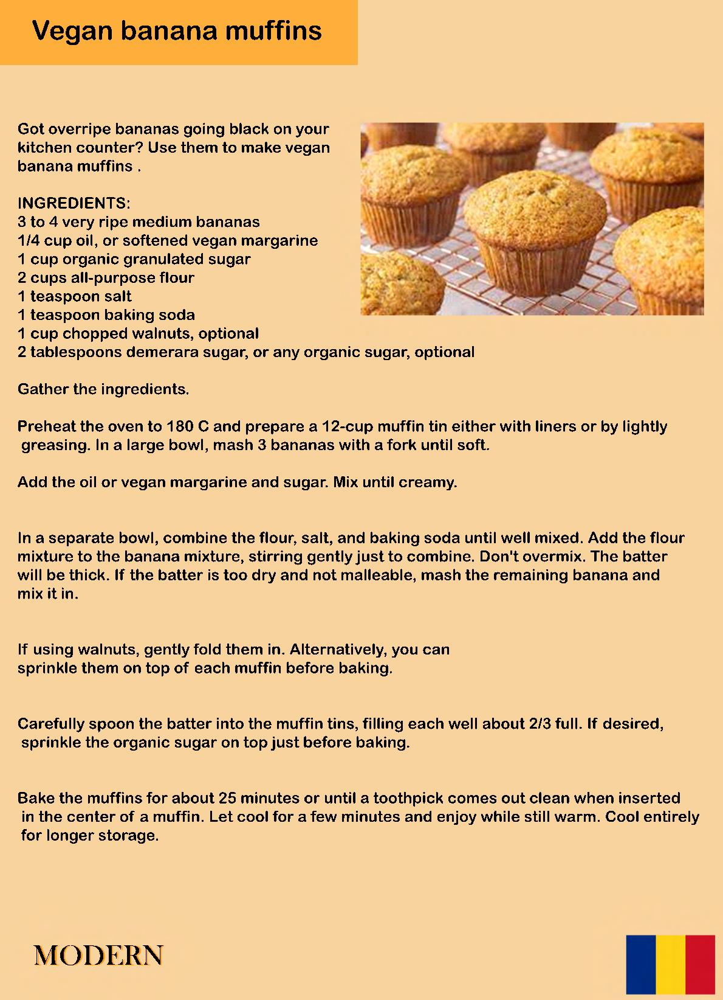 Vegan banana muffins
Got overripe bananas going black on your
kitchen counter? Use them to make vegan
banana muffins .
INGREDIENTS:
3 to 4 very ripe medium bananas
1/4 cup oil, or softened vegan margarine
1 cup organic granulated sugar
2 cups all-purpose flour
1 teaspoon salt
1 teaspoon baking soda
1 cup chopped walnuts, optional
2 tablespoons demerara sugar, or any organic sugar, optional
Gather the ingredients.
Preheat the oven to 180 C and prepare a 12-cup muffin tin either with liners or by lightly
greasing. In a large bowl, mash 3 bananas with a fork until soft.
Add the oil or vegan margarine and sugar. Mix until creamy.
In a separate bowl, combine the flour, salt, and baking soda until well mixed. Add the flour
mixture to the banana mixture, stirring gently just to combine. Don't overmix. The batter
will be thick. If the batter is too dry and not malleable, mash the remaining banana and
mix it in.
If using walnuts, gently fold them in. Alternatively, you can
sprinkle them on top of each muffin before baking.
Carefully spoon the batter into the muffin tins, filling each well about 2/3 full. If desired,
sprinkle the organic sugar on top just before baking.
Bake the muffins for about 25 minutes or until a toothpick comes out clean when inserted
in the center of a muffin. Let cool for a few minutes and enjoy while still warm. Cool entirely
for longer storage.
MODERN